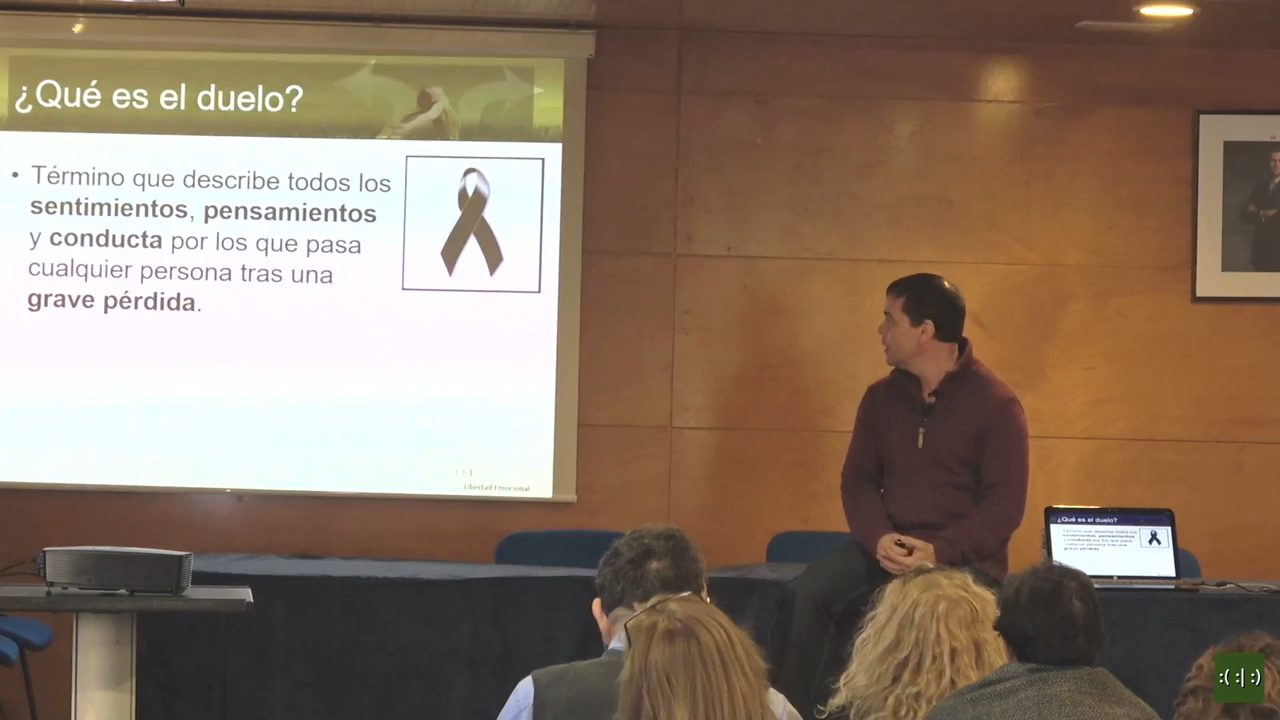 ¿Qué es el duelo?
• Término que describe todos los
sentimientos, pensamientos
y conducta por los que pasa
cualquier persona tras una
grave pérdida.
Libertad Emocional
¿Qué es el duelo?
:( :| :)